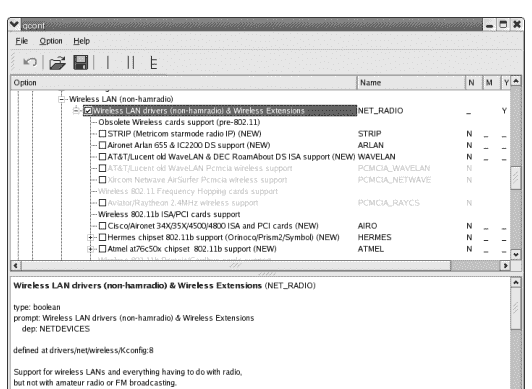 gconf
File Option Help
Option Name N M Y
Wireless LAN (non-hamradio)
Wireless LAN drivers (non-hamradio) & Wireless Extensions NET_RADIO _ Y
Obsolete Wireless cards support (pre-802.11)
STRIP (Metricom starmode radio IP) (NEW) STRIP N _ _
Aironet Arlan 655 & IC2200 DS support (NEW) ARLAN N _ _
AT&T/Lucent old WaveLAN & DEC RoamAbout DS ISA support (NEW) WAVELAN N _ _
AT&T/Lucent old WaveLAN Pcmcia wireless support PCMCIA_WAVELAN N
Xircom Netwave AirSurfer Pcmcia wireless support PCMCIA_NETWAVE N
Wireless 802.11 Frequency Hopping cards support
Aviator/Raytheon 2.4MHz wireless support PCMCIA_RAYCS N
Wireless 802.11b ISA/PCI cards support
Cisco/Aironet 34X/35X/4500/4800 ISA and PCI cards (NEW) AIRO N _ _
Hermes chipset 802.11b support (Orinoco/Prism2/Symbol) (NEW) HERMES N _ _
Atmel at76c50x chipset 802.11b support (NEW) ATMEL N _ _
Wireless LAN drivers (non-hamradio) & Wireless Extensions (NET_RADIO)
type: boolean
prompt: Wireless LAN drivers (non-hamradio) & Wireless Extensions
dep: NETDEVICES
defined at drivers/net/wireless/Kconfig:8
Support for wireless LANs and everything having to do with radio,
but not with amateur radio or FM broadcasting.